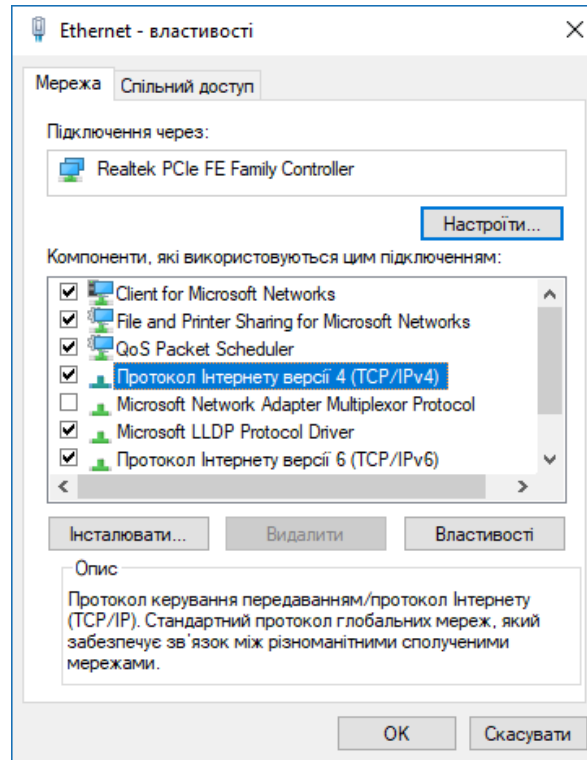 Ethernet - властивості
Мережа
Спільний доступ
Підключення через:
Realtek PCIe FE Family Controller
Настроїти...
Компоненти, які використовуються цим підключенням:
Client for Microsoft Networks
File and Printer Sharing for Microsoft Networks
QoS Packet Scheduler
Протокол Інтернету версії 4 (TCP/IPv4)
Microsoft Network Adapter Multiplexor Protocol
Microsoft LLDP Protocol Driver
Протокол Інтернету версії 6 (TCP/IPv6)
Інсталювати...
Видалити
Властивості
Опис
Протокол керування передаванням/протокол Інтернету
(TCP/IP). Стандартний протокол глобальних мереж, який
забезпечує зв'язок між різноманітними сполученими
мережами.
OK
Скасувати